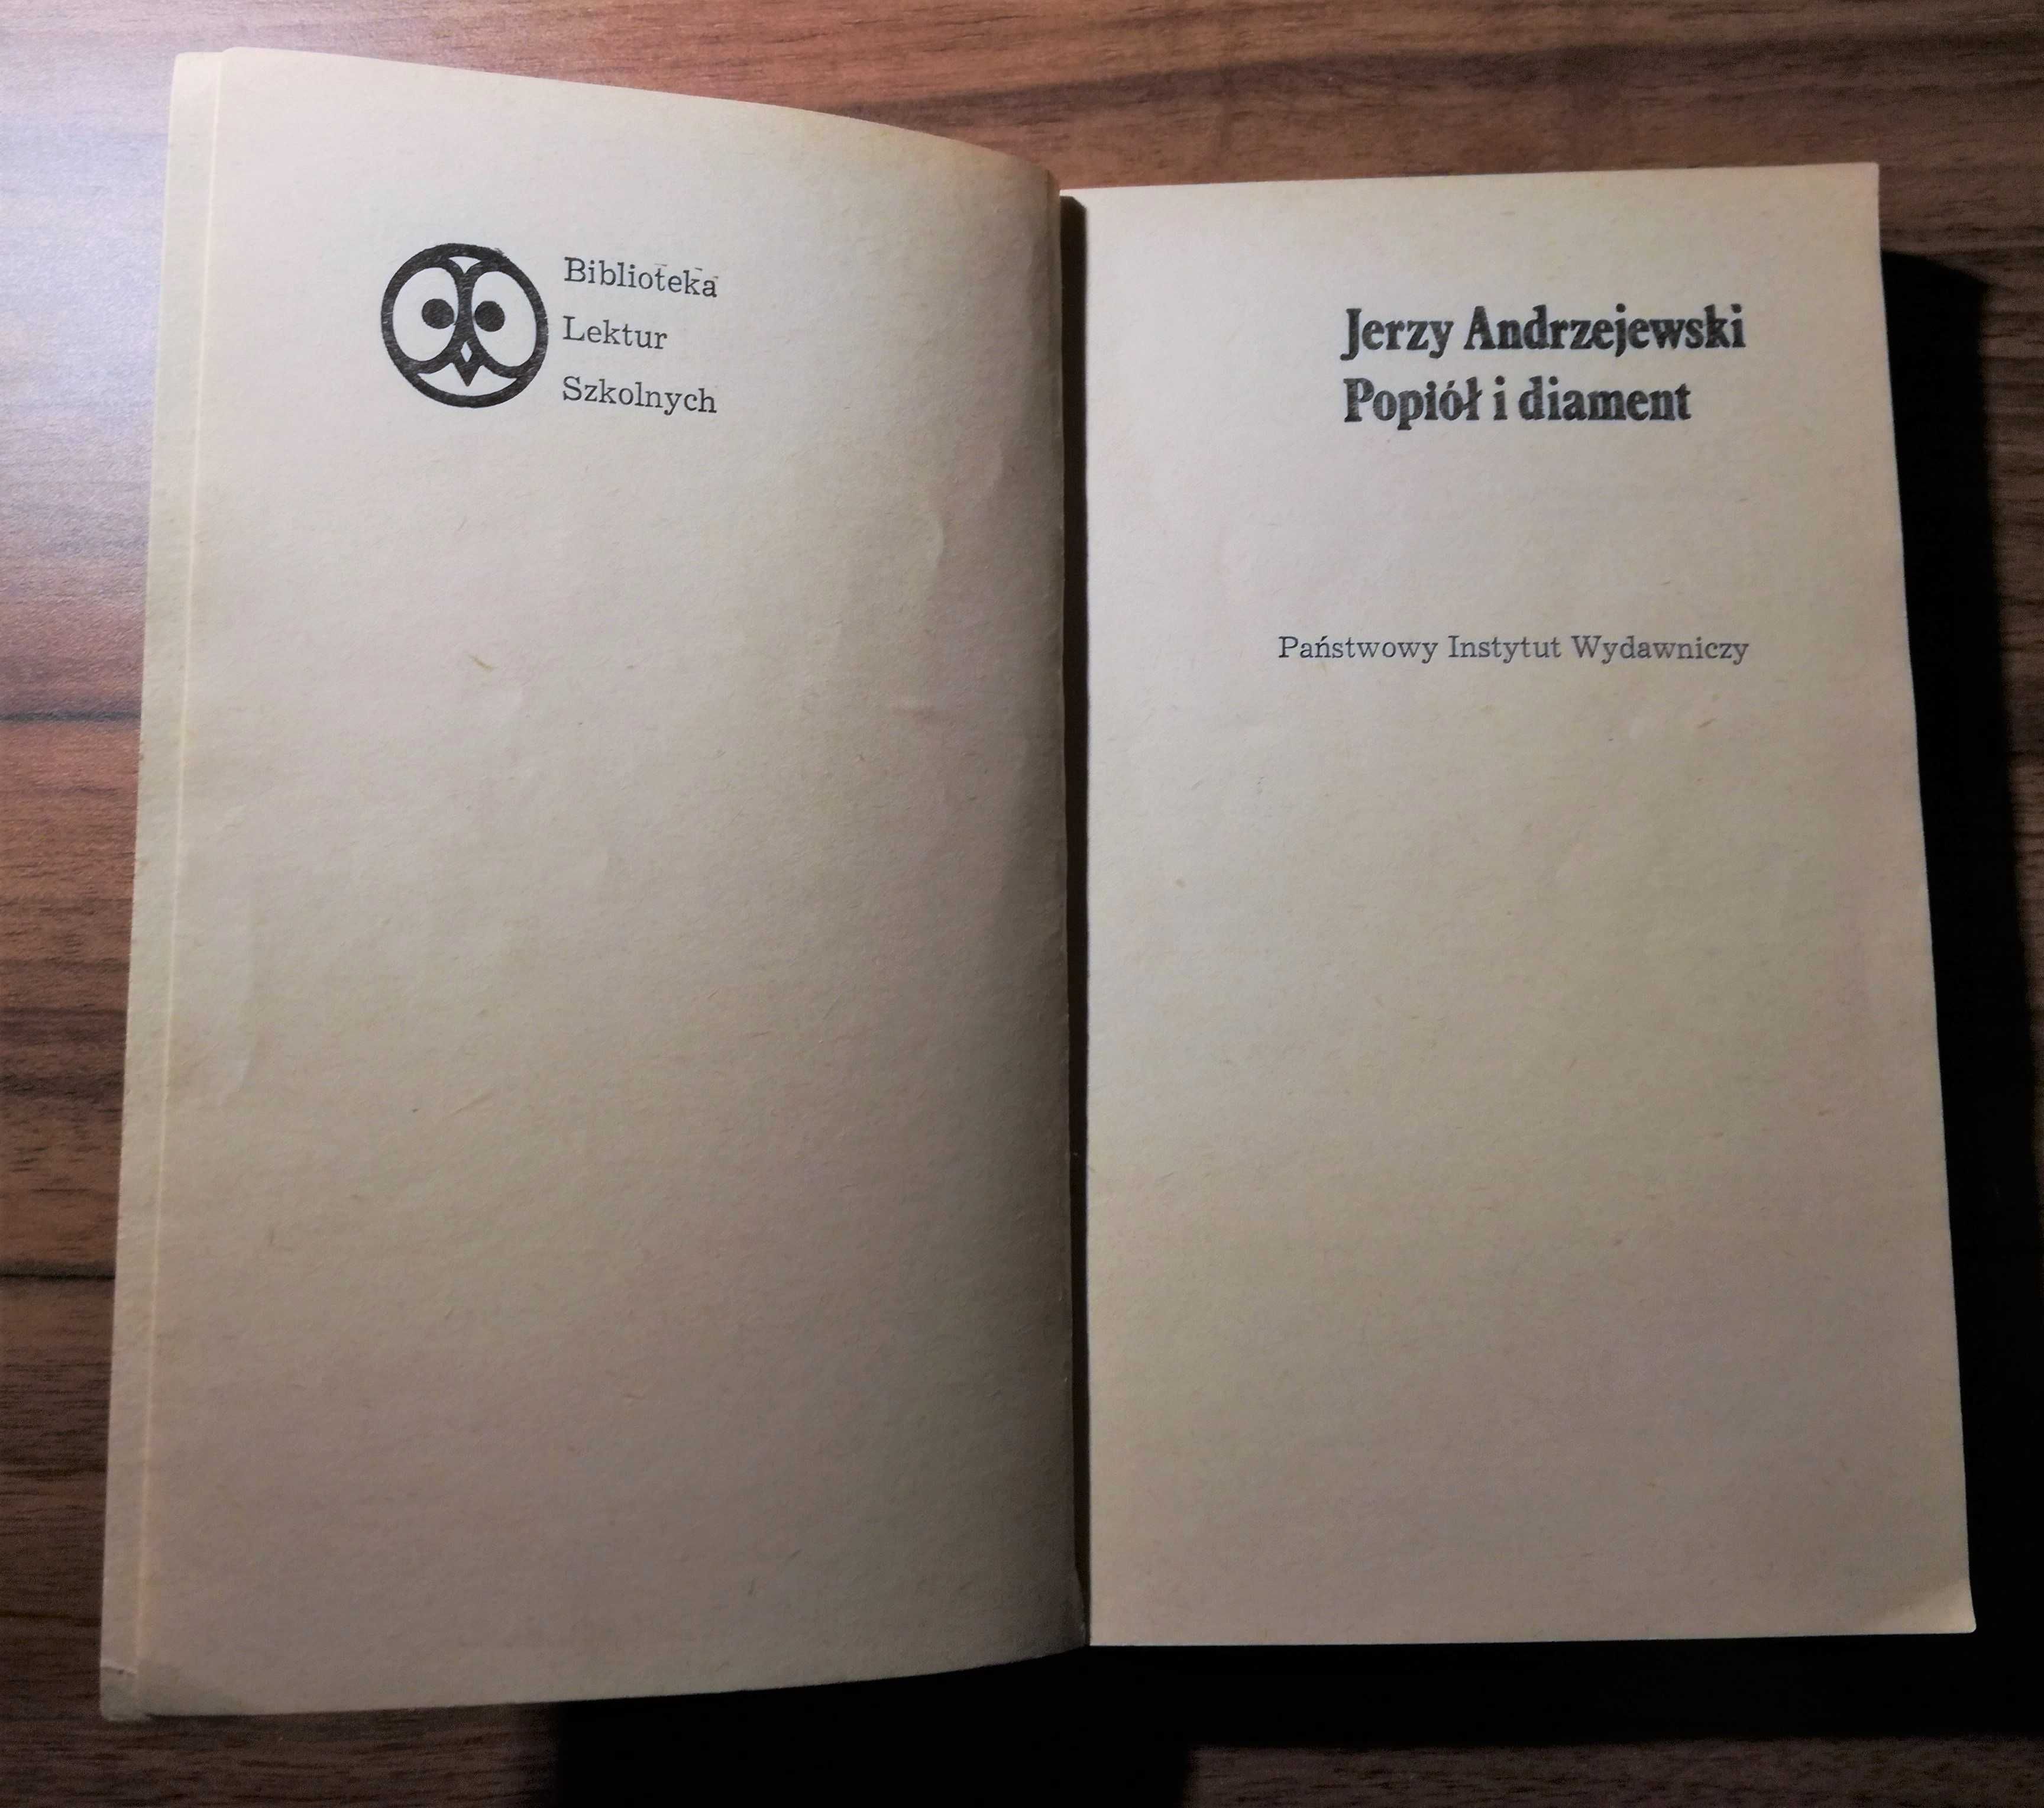 Biblioteka
Lektur
Szkolnych
Jerzy Andrzejewski
Popiół i diament
Państwowy Instytut Wydawniczy